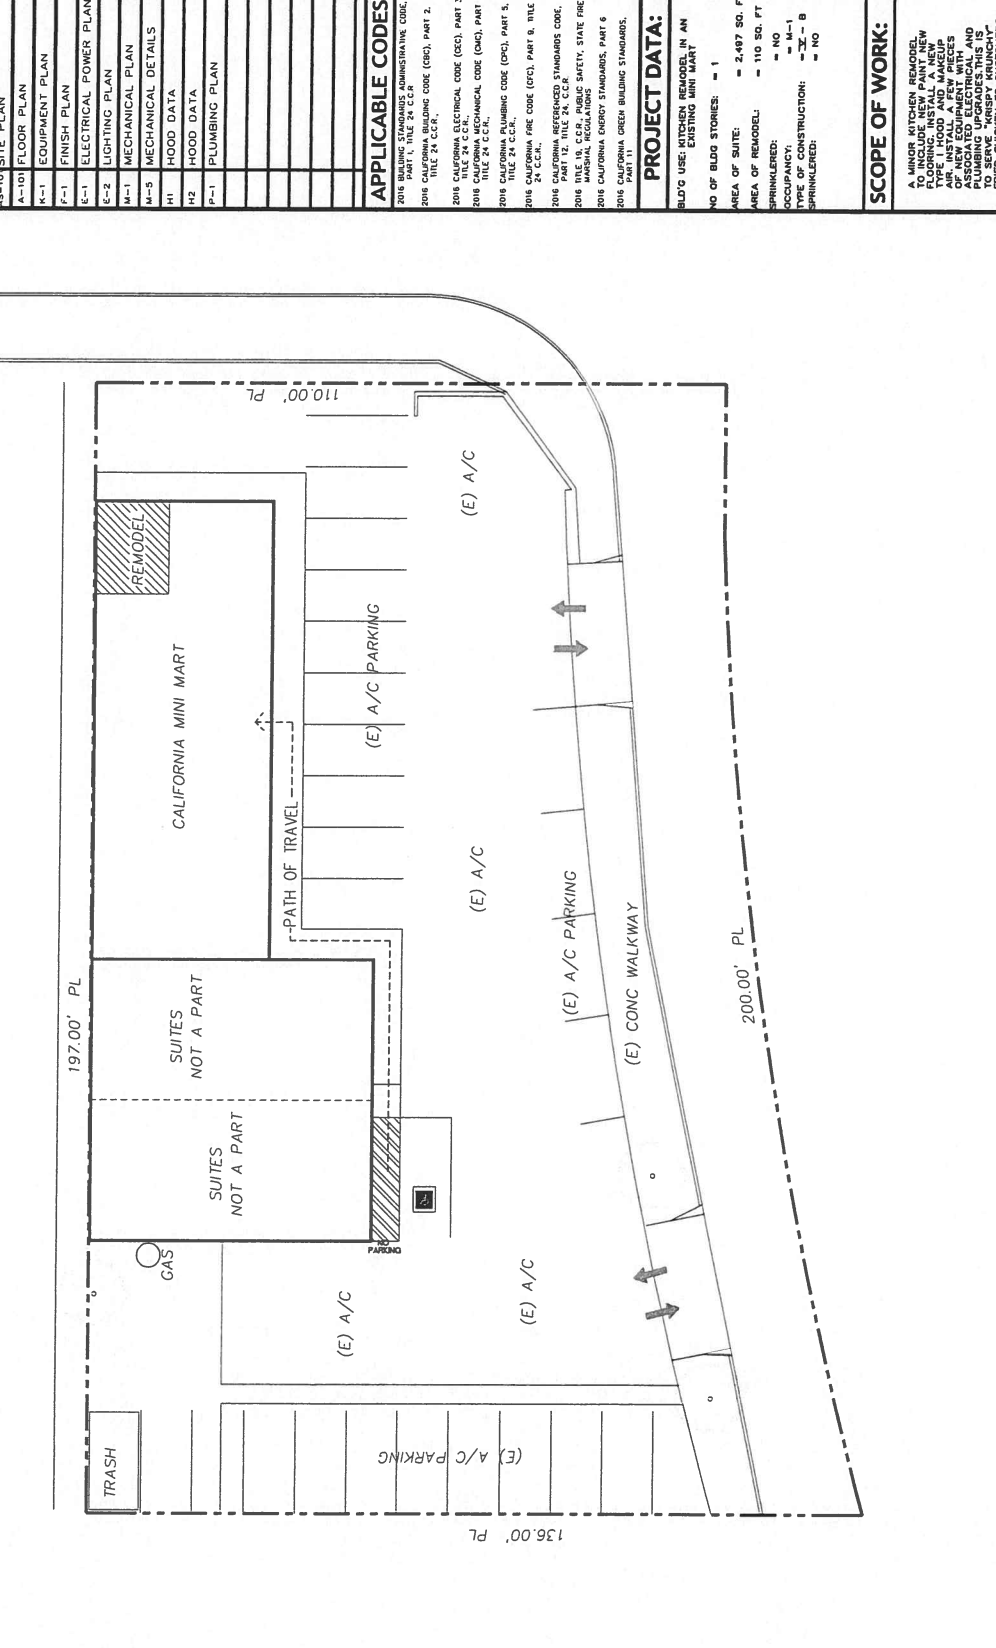 SITE PLAN
A-101 FLOOR PLAN
K-1 EQUIPMENT PLAN
F-1 FINISH PLAN
E-1 ELECTRICAL POWER PLAN
E-2 LIGHTING PLAN
M-1 MECHANICAL PLAN
M-5 MECHANICAL DETAILS
H1 HOOD DATA
H2 HOOD DATA
P-1 PLUMBING PLAN
APPLICABLE CODES
2016 BUILDING STANDARDS ADMINISTRATIVE CODE,
PART 1, TITLE 24 C.C.R
2016 CALIFORNIA BUILDING CODE (CBC), PART 2,
TITLE 24 C.C.R.,
2016 CALIFORNIA ELECTRICAL CODE (CEC), PART 3
TITLE 24 C.C.R.,
2016 CALIFORNIA MECHANICAL CODE (CMC), PART
TITLE 24 C.C.R.,
2016 CALIFORNIA PLUMBING CODE (CPC), PART 5,
TITLE 24 C.C.R.,
2016 CALIFORNIA FIRE CODE (CFC), PART 9, TITLE
24 C.C.R.,
2016 CALIFORNIA REFERENCED STANDARDS CODE,
PART 12, TITLE 24, C.C.R.
2016 TITLE 19, C.C.R., PUBLIC SAFETY, STATE FIRE
MARSHAL REGULATIONS
2016 CALIFORNIA ENERGY STANDARDS, PART 6
2016 CALIFORNIA GREEN BUILDING STANDARDS,
PART 11
PROJECT DATA:
BLD'G USE: KITCHEN REMODEL IN AN
EXISTING MINI MART
NO OF BLDG STORIES: = 1
AREA OF SUITE: = 2,497 SQ. F
AREA OF REMODEL: = 110 SQ. FT
SPRINKLERED: = NO
OCCUPANCY: = M-1
TYPE OF CONSTRUCTION: = V - B
SPRINKLERED: = NO
SCOPE OF WORK:
A MINOR KITCHEN REMODEL
TO INCLUDE NEW PAINT NEW
FLOORING. INSTALL A NEW
TYPE I HOOD AND MAKEUP
AIR. INSTALL A FEW PIECES
OF NEW EQUIPMENT WITH
ASSOCIATED ELECTRICAL AND
PLUMBING UPGRADES.THIS IS
TO SERVE "KRISPY KRUNCHY"
197.00' PL
110.00' PL
REMODEL
CALIFORNIA MINI MART
PATH OF TRAVEL
(E) A/C PARKING
(E) A/C
(E) A/C
(E) A/C PARKING
(E) CONC WALKWAY
200.00' PL
SUITES
NOT A PART
SUITES
NOT A PART
GAS
NO
PARKING
(E) A/C
(E) A/C
TRASH
(E) A/C PARKING
136.00' PL